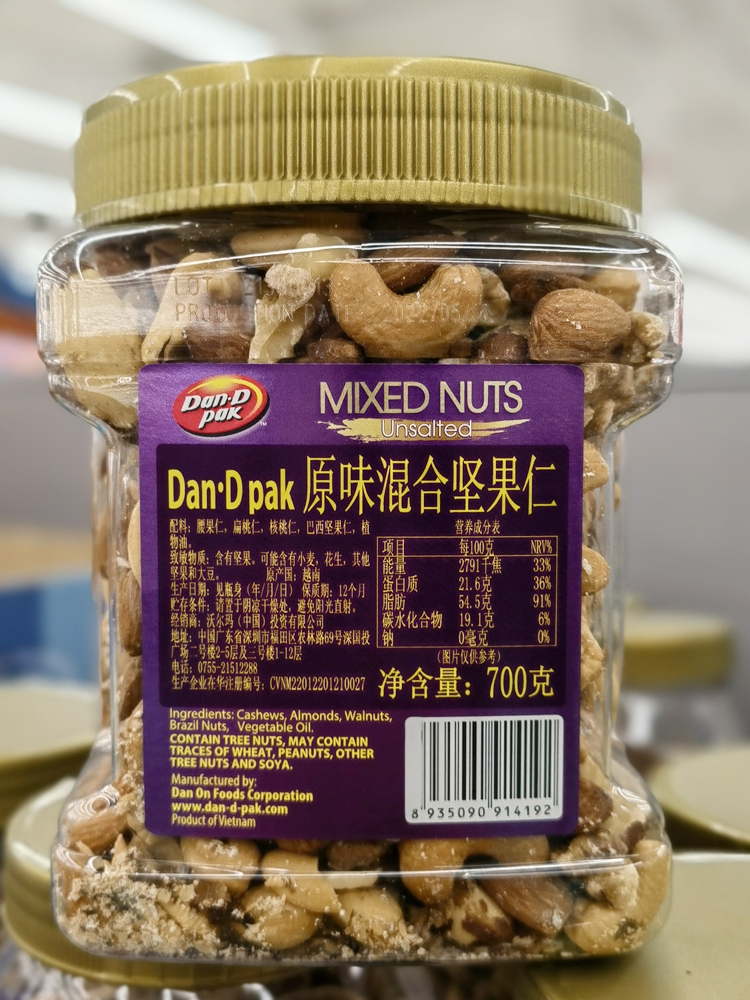 LOT
PRODUCTION DATE
Dan-D
pak
MIXED NUTS
Unsalted
Dan·D pak 原味混合坚果仁
配料：腰果仁，扁桃仁，核桃仁，巴西坚果仁，植
物油。
致敏物质：含有坚果。可能含有小麦，花生，其他
坚果和大豆。 原产国：越南
生产日期：见瓶身（年/月/日） 保质期：12个月
贮存条件：请置于阴凉干燥处，避免阳光直射。
经销商：沃尔玛（中国）投资有限公司
地址：中国广东省深圳市福田区农林路69号深国投
广场二号楼2-5层及三号楼1-12层
电话：0755-21512288
生产企业在华注册编号：CVNM22012201210027
营养成分表
项目 每100克 NRV%
能量 2791千焦 33%
蛋白质 21.6克 36%
脂肪 54.5克 91%
碳水化合物 19.1克 6%
钠 0毫克 0%
（图片仅供参考）
净含量：700克
Ingredients: Cashews, Almonds, Walnuts,
Brazil Nuts, Vegetable Oil.
CONTAIN TREE NUTS, MAY CONTAIN
TRACES OF WHEAT, PEANUTS, OTHER
TREE NUTS AND SOYA.
Manufactured by:
Dan On Foods Corporation
www.dan-d-pak.com
Product of Vietnam
8 935090 914192